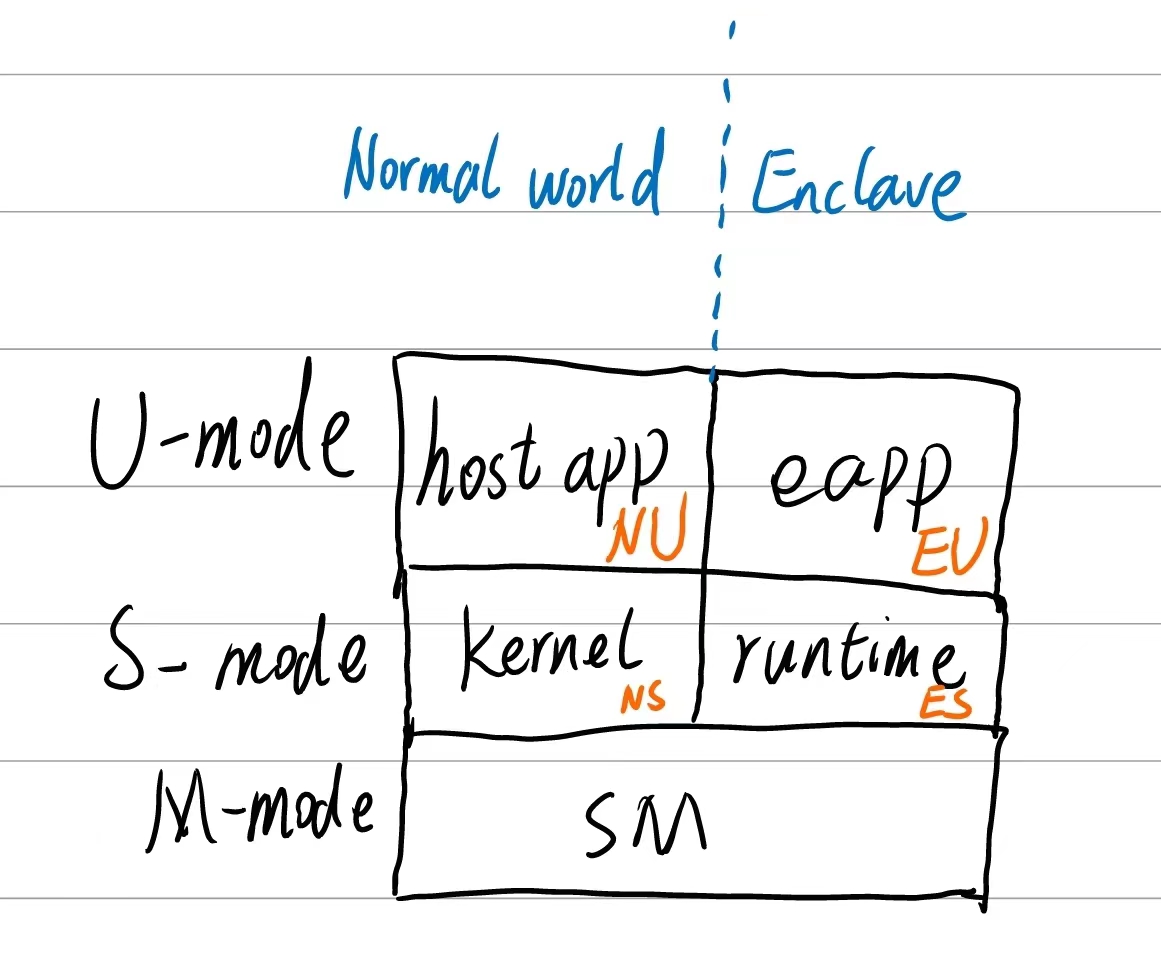 Normal world Enclave
U-mode host app NU eapp EU
S-mode kernel NS runtime ES
M-mode SM